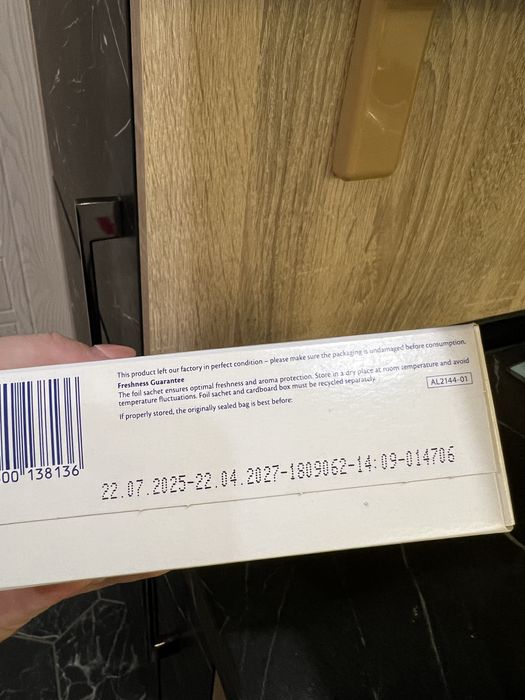 This product left our factory in perfect condition – please make sure the packaging is undamaged before consumption.
Freshness Guarantee
The foil sachet ensures optimal freshness and aroma protection. Store in a dry place at room temperature and avoid
temperature fluctuations. Foil sachet and cardboard box must be recycled separately.
AL2144-01
If properly stored, the originally sealed bag is best before:
00 138136
22.07.2025-22.04.2027-1809062-14:09-014706